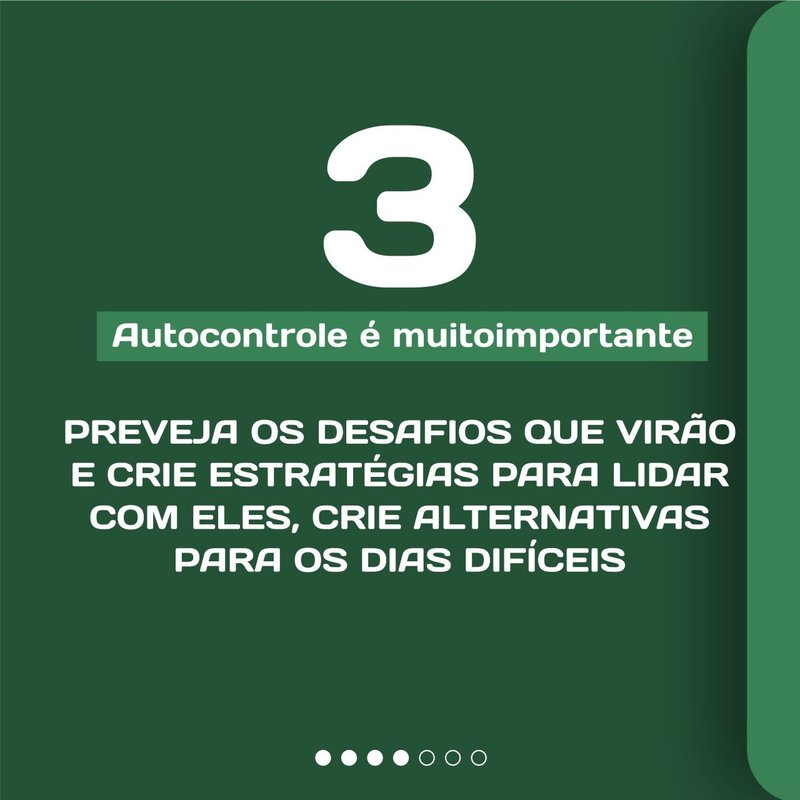 3
Autocontrole é muitoimportante
PREVEJA OS DESAFIOS QUE VIRÃO
E CRIE ESTRATÉGIAS PARA LIDAR
COM ELES, CRIE ALTERNATIVAS
PARA OS DIAS DIFÍCEIS